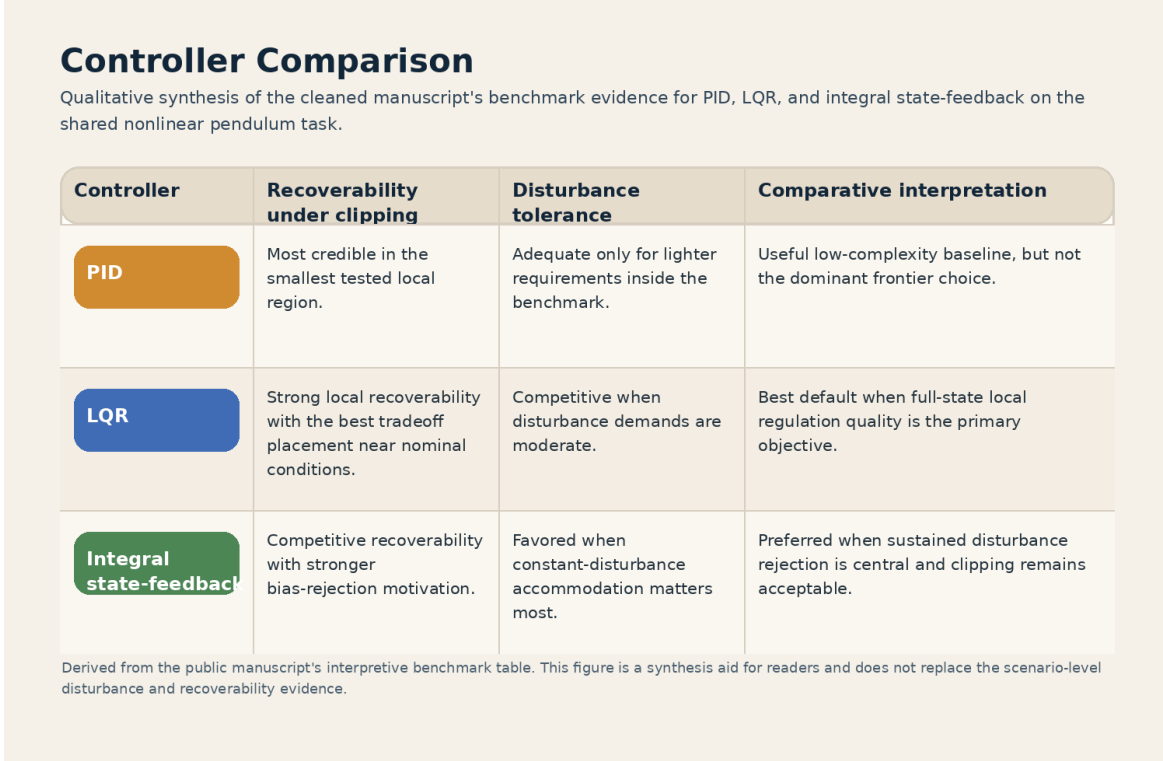 Controller Comparison
Qualitative synthesis of the cleaned manuscript's benchmark evidence for PID, LQR, and integral state-feedback on the
shared nonlinear pendulum task.
Controller
Recoverability
under clipping
Disturbance
tolerance
Comparative interpretation
PID
Most credible in the
smallest tested local
region.
Adequate only for lighter
requirements inside the
benchmark.
Useful low-complexity baseline, but not
the dominant frontier choice.
LQR
Strong local recoverability
with the best tradeoff
placement near nominal
conditions.
Competitive when
disturbance demands are
moderate.
Best default when full-state local
regulation quality is the primary
objective.
Integral
state-feedback
Competitive recoverability
with stronger
bias-rejection motivation.
Favored when
constant-disturbance
accommodation matters
most.
Preferred when sustained disturbance
rejection is central and clipping remains
acceptable.
Derived from the public manuscript's interpretive benchmark table. This figure is a synthesis aid for readers and does not replace the scenario-level
disturbance and recoverability evidence.